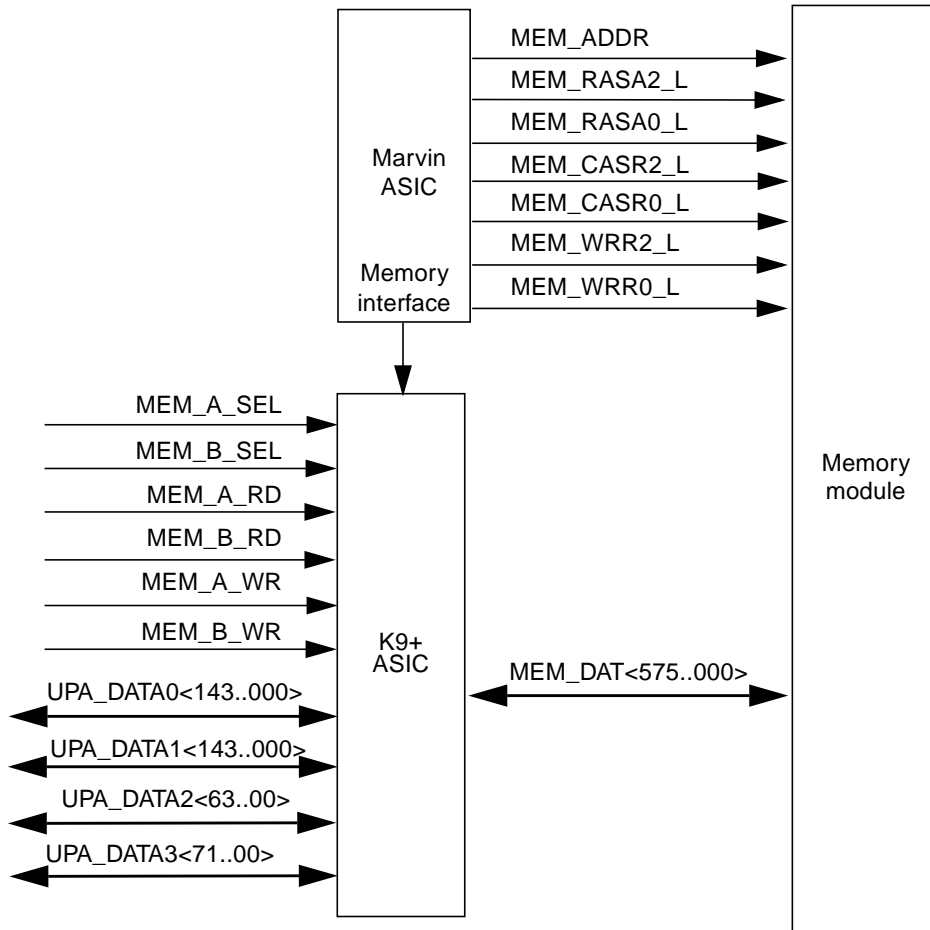 MEM_ADDR
MEM_RASA2_L
MEM_RASA0_L
Marvin
ASIC
MEM_CASR2_L
MEM_CASR0_L
MEM_WRR2_L
Memory
interface
MEM_WRR0_L
MEM_A_SEL
MEM_B_SEL
MEM_A_RD
MEM_B_RD
MEM_A_WR
MEM_B_WR
K9+
ASIC
Memory
module
MEM_DAT<575..000>
UPA_DATA0<143..000>
UPA_DATA1<143..000>
UPA_DATA2<63..00>
UPA_DATA3<71..00>